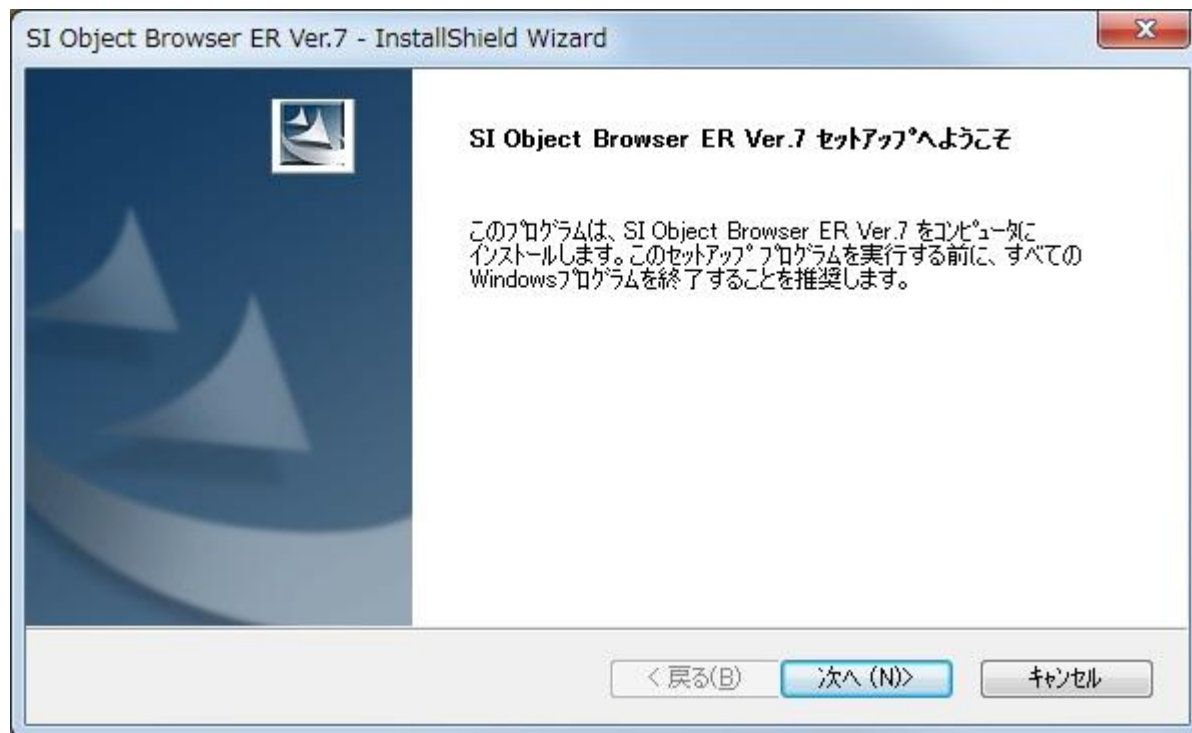 SI Object Browser ER Ver.7 - InstallShield Wizard
SI Object Browser ER Ver.7 ｾｯﾄｱｯﾌﾟへようこそ
このﾌﾟﾛｸﾞﾗﾑは、SI Object Browser ER Ver.7 をｺﾝﾋﾟｭｰﾀに
ｲﾝｽﾄｰﾙします。このｾｯﾄｱｯﾌﾟ ﾌﾟﾛｸﾞﾗﾑを実行する前に、すべての
Windowsﾌﾟﾛｸﾞﾗﾑを終了することを推奨します。
< 戻る(B)
次へ (N)>
ｷｬﾝｾﾙ